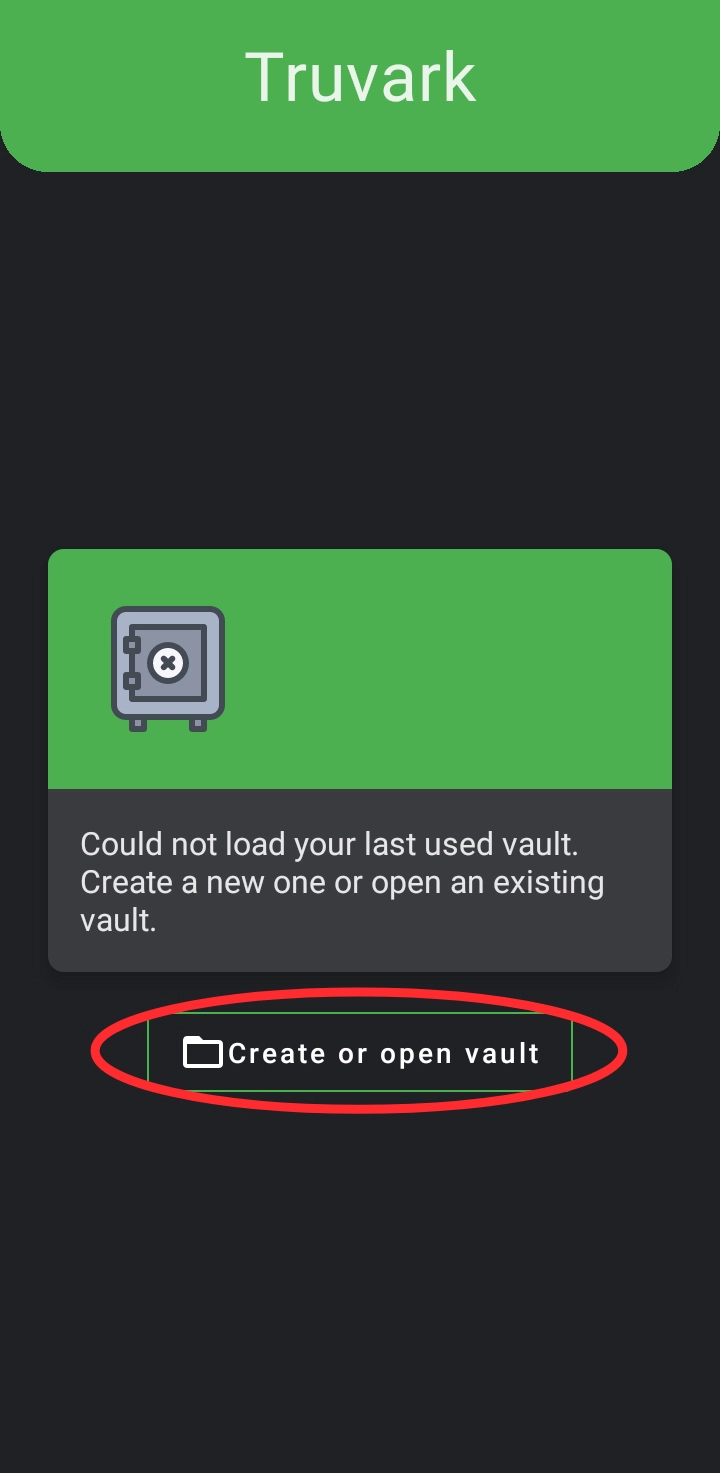 Truvark
Could not load your last used vault.
Create a new one or open an existing
vault.
Create or open vault